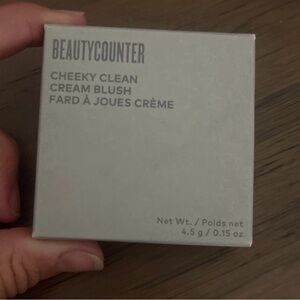 BEAUTYCOUNTER
CHEEKY CLEAN
CREAM BLUSH
FARD À JOUES CRÈME
Net Wt. / Poids net
4.5 g / 0.15 oz